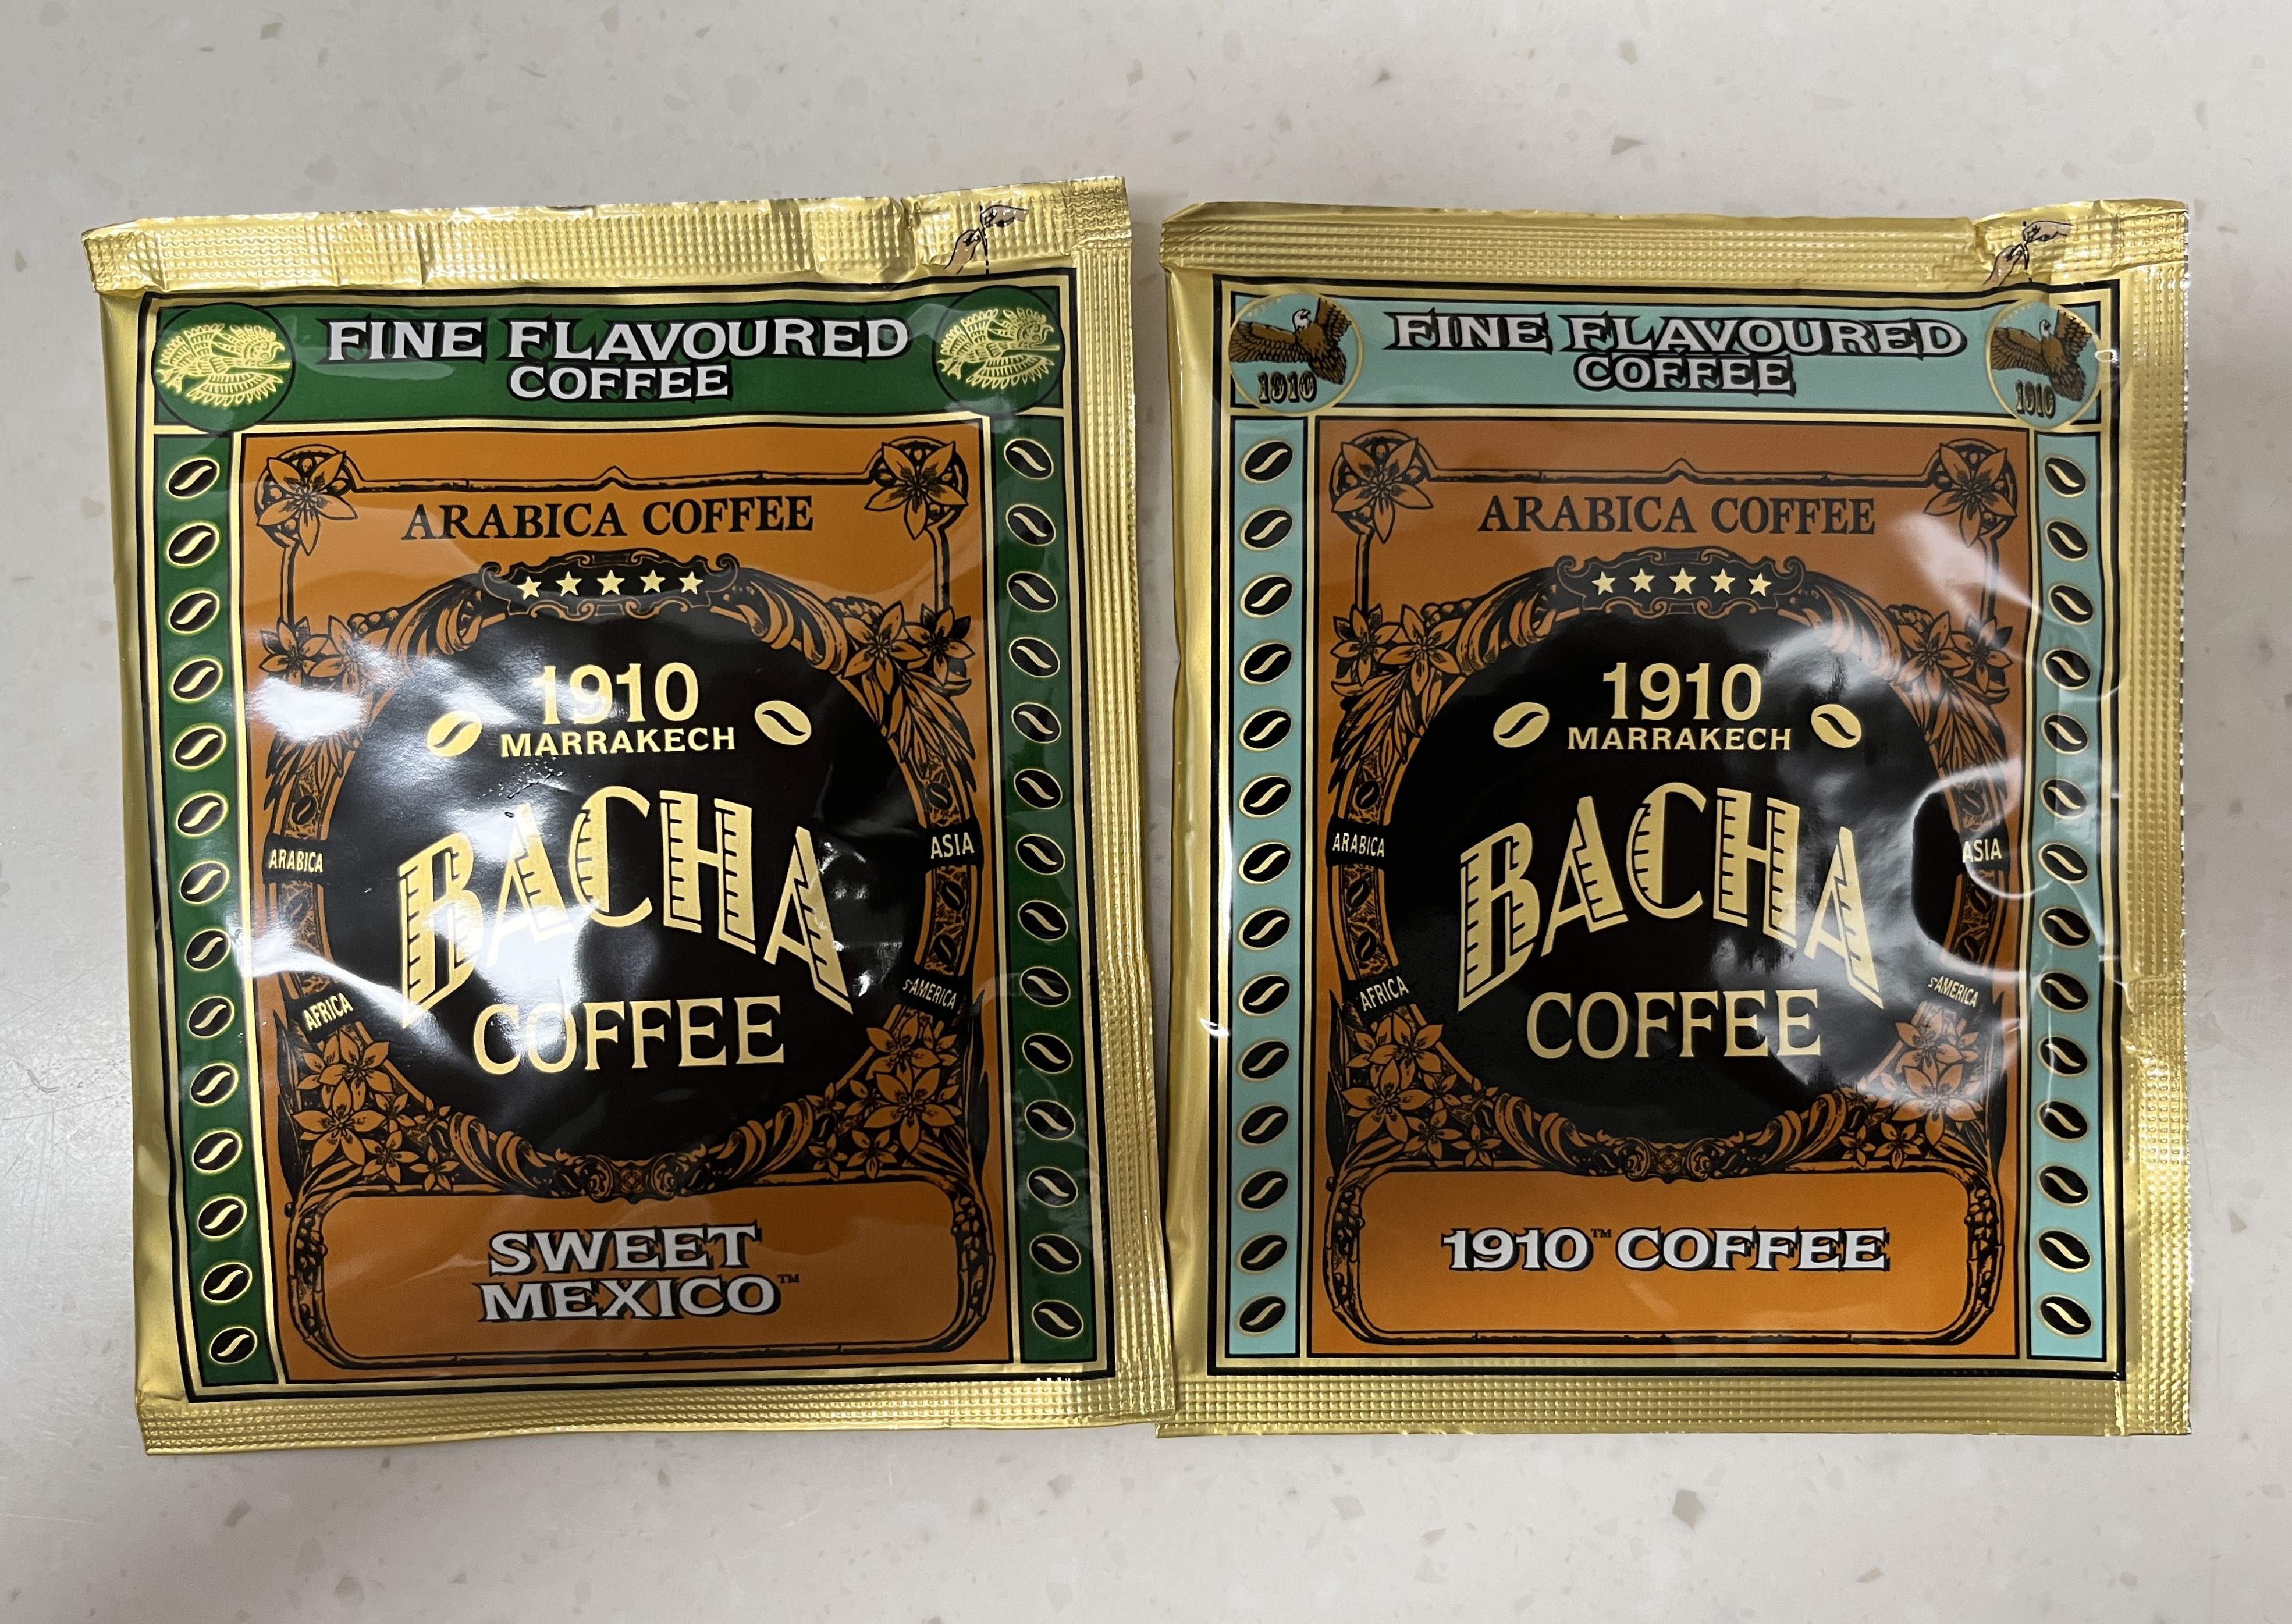 FINE FLAVOURED
COFFEE
ARABICA COFFEE
1910
MARRAKECH
BACHA
COFFEE
ARABICA
ASIA
AFRICA
S·AMERICA
SWEET
MEXICO™
FINE FLAVOURED
COFFEE
1910
1910
ARABICA COFFEE
1910
MARRAKECH
BACHA
COFFEE
ARABICA
ASIA
AFRICA
S·AMERICA
1910™ COFFEE